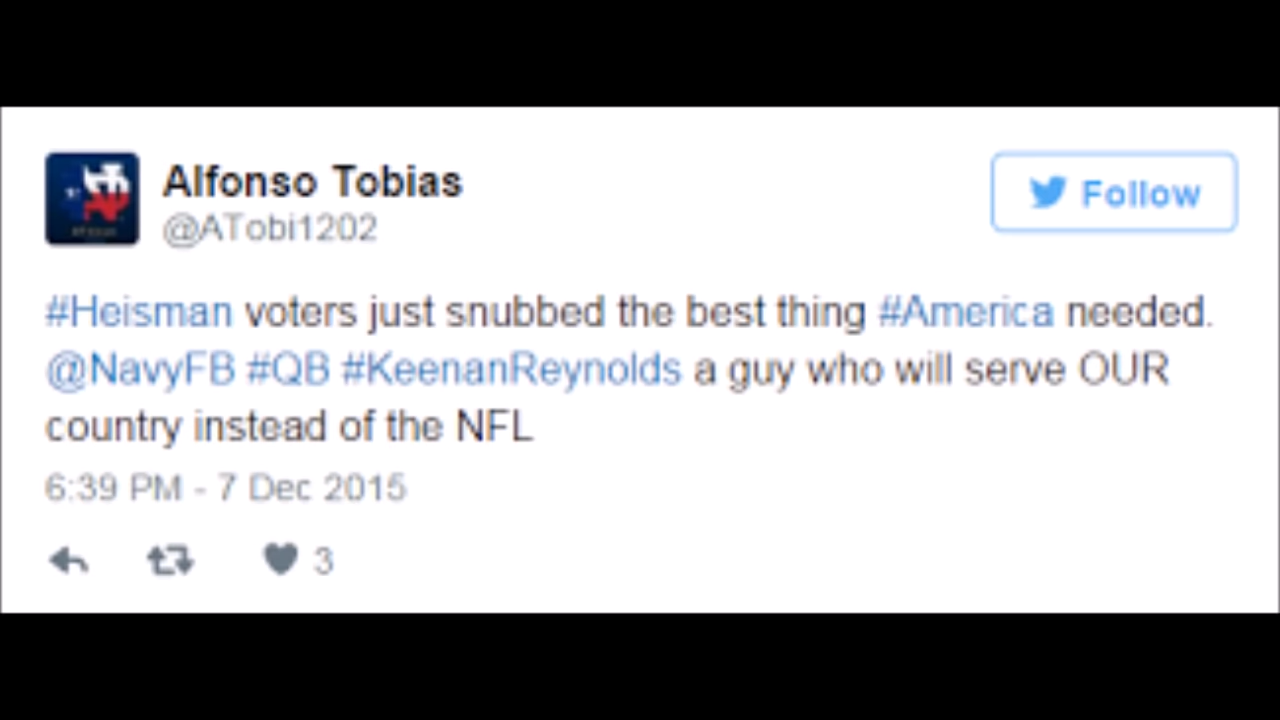 Alfonso Tobias
@ATobi1202
Follow
#Heisman voters just snubbed the best thing #America needed.
@NavyFB #QB #KeenanReynolds a guy who will serve OUR
country instead of the NFL
6:39 PM - 7 Dec 2015
3